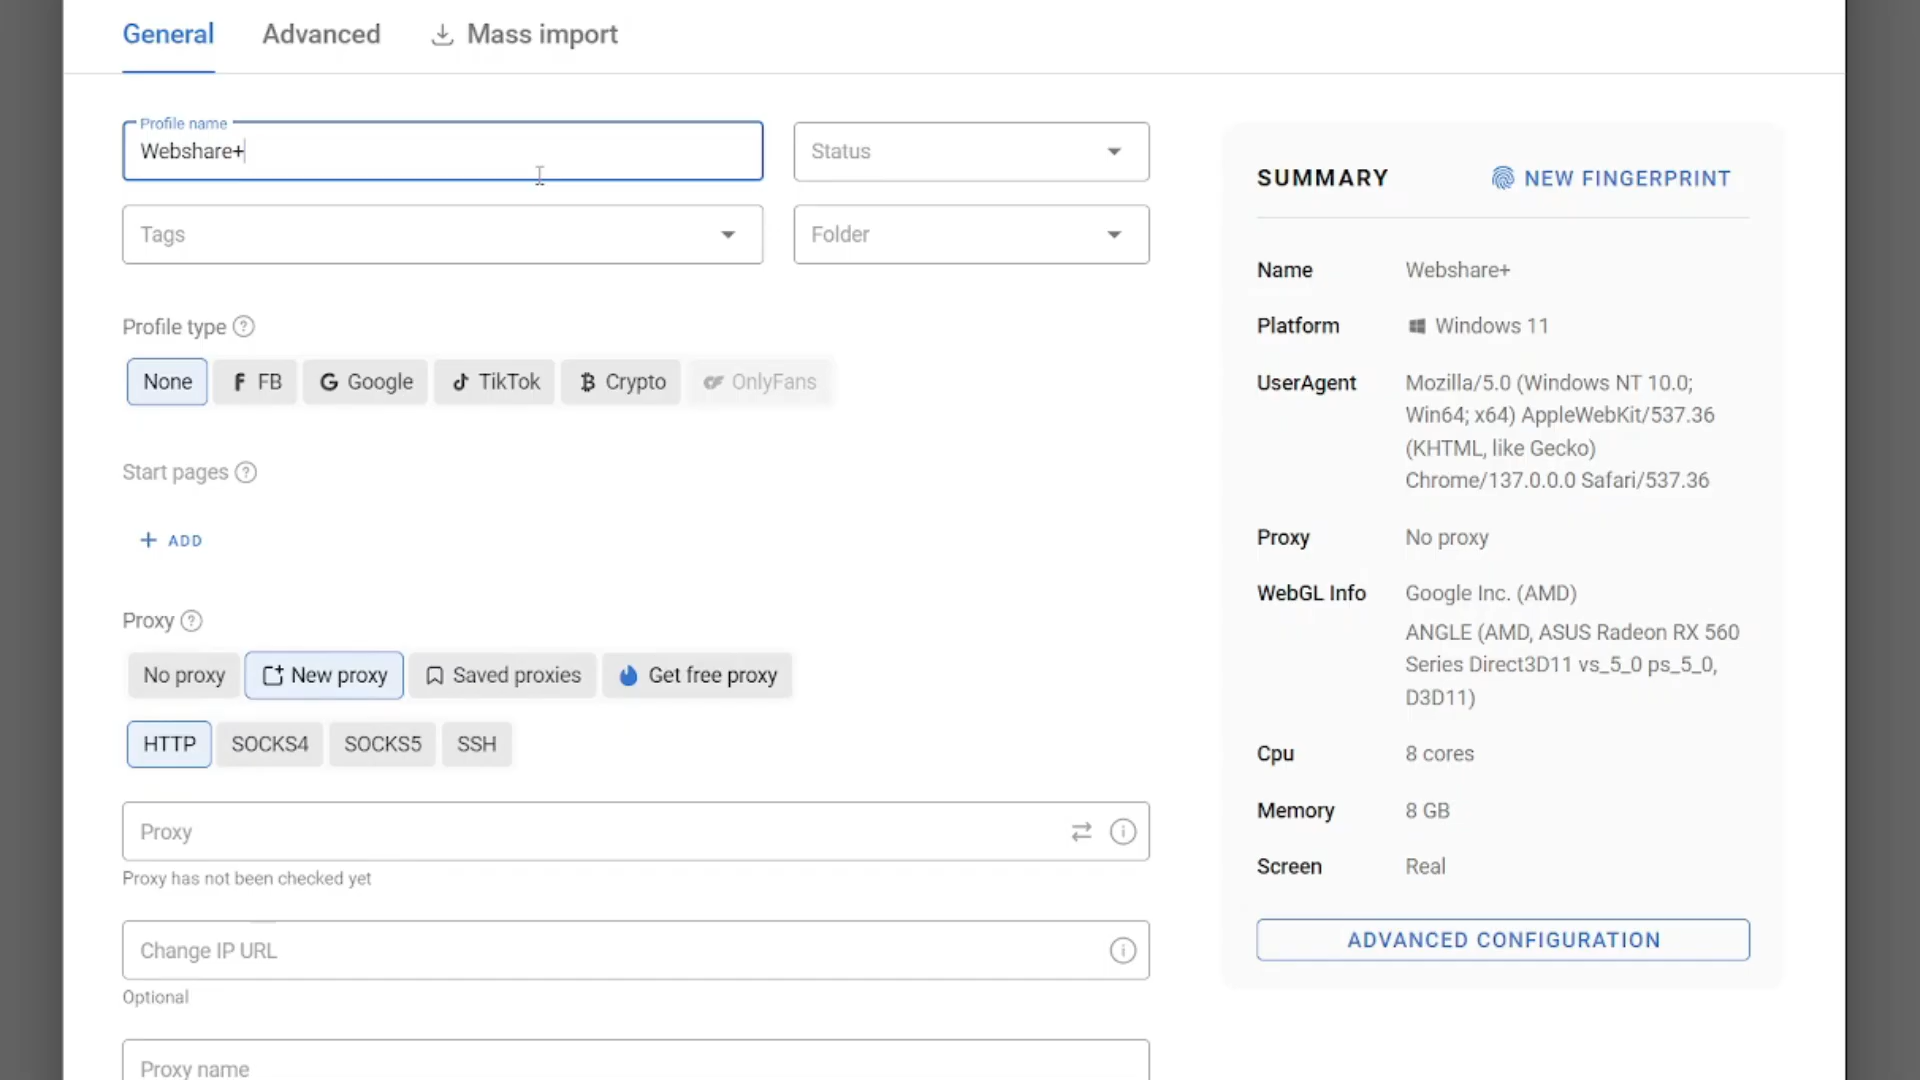 General
Advanced
Mass import
Profile name
Webshare+
Status
Tags
Folder
Profile type
None
FB
Google
TikTok
Crypto
OnlyFans
Start pages
+ ADD
Proxy
No proxy
New proxy
Saved proxies
Get free proxy
HTTP
SOCKS4
SOCKS5
SSH
Proxy
Proxy has not been checked yet
Change IP URL
Optional
Proxy name
SUMMARY
NEW FINGERPRINT
Name
Webshare+
Platform
Windows 11
UserAgent
Mozilla/5.0 (Windows NT 10.0;
Win64; x64) AppleWebKit/537.36
(KHTML, like Gecko)
Chrome/137.0.0.0 Safari/537.36
Proxy
No proxy
WebGL Info
Google Inc. (AMD)
ANGLE (AMD, ASUS Radeon RX 560
Series Direct3D11 vs_5_0 ps_5_0,
D3D11)
Cpu
8 cores
Memory
8 GB
Screen
Real
ADVANCED CONFIGURATION